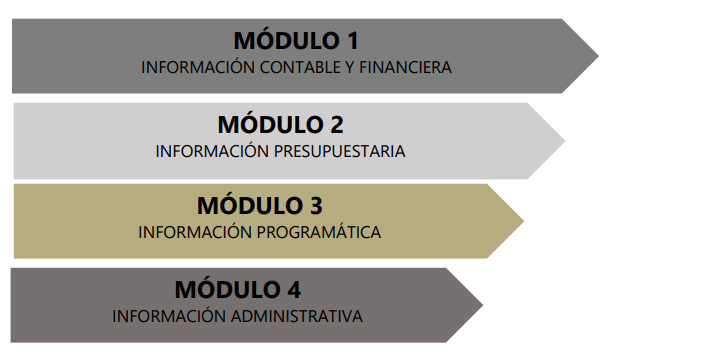 MÓDULO 1
INFORMACIÓN CONTABLE Y FINANCIERA
MÓDULO 2
INFORMACIÓN PRESUPUESTARIA
MÓDULO 3
INFORMACIÓN PROGRAMÁTICA
MÓDULO 4
INFORMACIÓN ADMINISTRATIVA